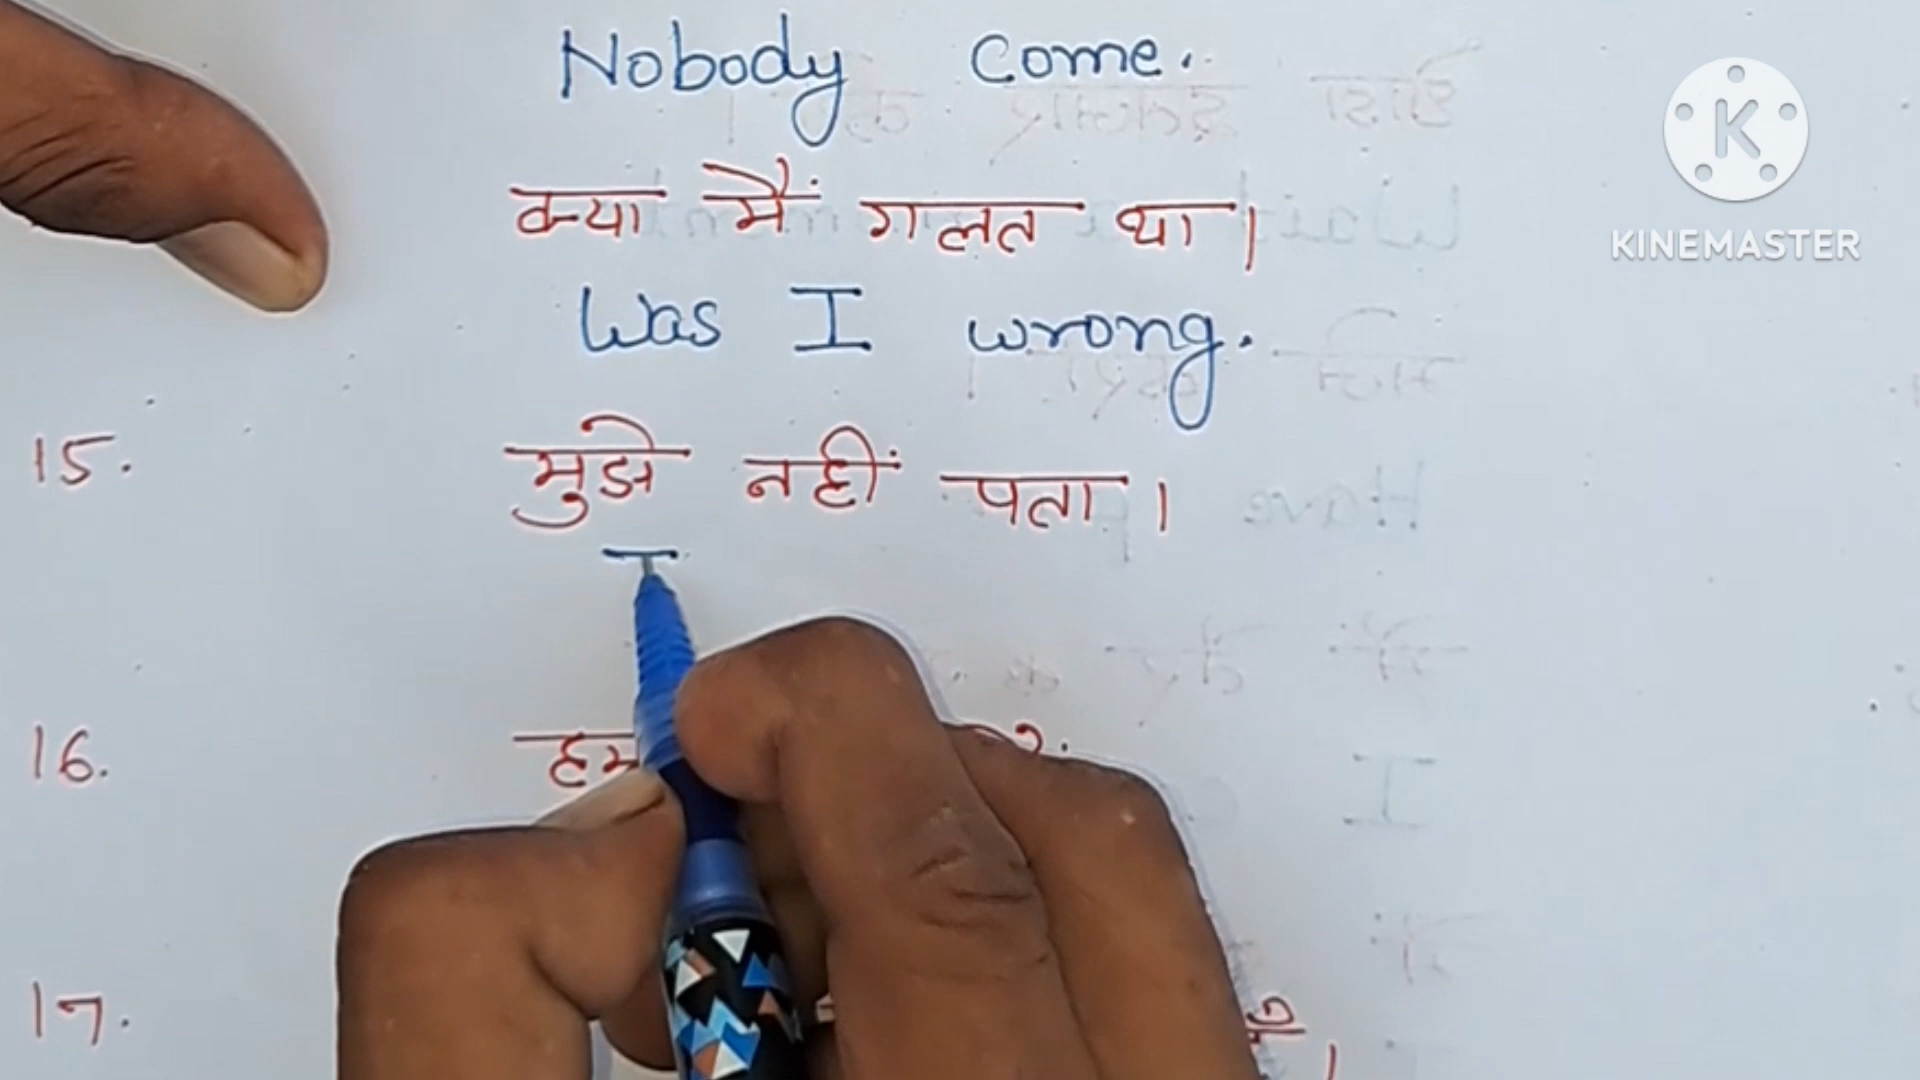 Nobody Come.
क्या मैं गलत था।
Was I wrong.
15. मुझे नहीं पता।
16.
17.
KINEMASTER